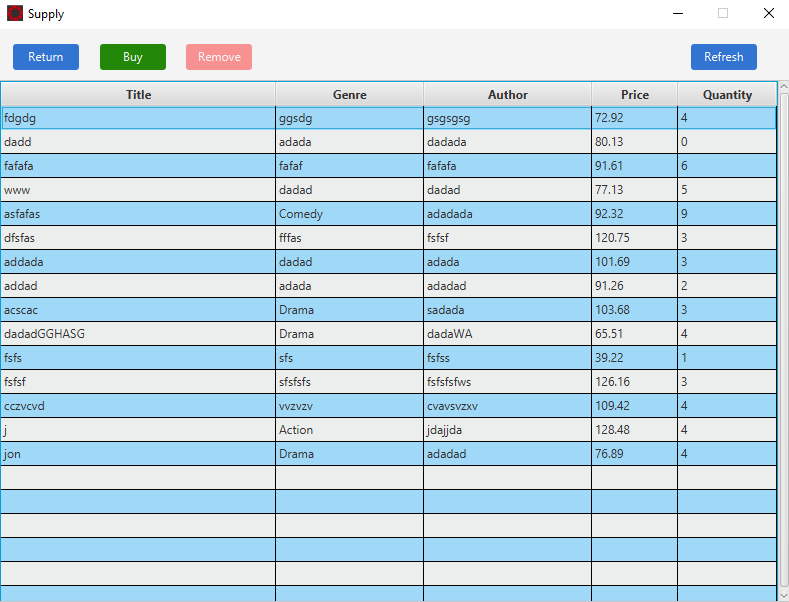 Supply
Return Buy Remove Refresh
Title Genre Author Price Quantity
fdgdg ggsdg gsgsgsg 72.92 4
dadd adada dadada 80.13 0
fafafa fafaf fafafa 91.61 6
www dadad dadad 77.13 5
asfafas Comedy adadada 92.32 9
dfsfas fffas fsfsf 120.75 3
addada dadad adada 101.69 3
addad adada adadad 91.26 2
acscac Drama sadada 103.68 3
dadadGGHASG Drama dadaWA 65.51 4
fsfs sfs fsfss 39.22 1
fsfsf sfsfsfs fsfsfsfws 126.16 3
cczvcvd vvzvzv cvavsvzxv 109.42 4
j Action jdajjda 128.48 4
jon Drama adadad 76.89 4